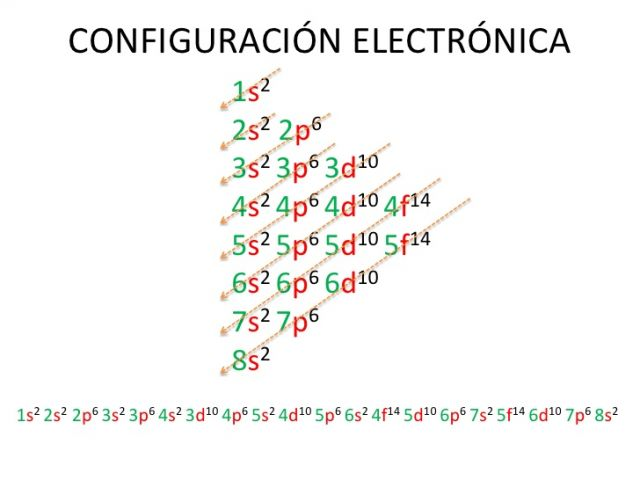 CONFIGURACIÓN ELECTRÓNICA
1s²
2s² 2p⁶
3s² 3p⁶ 3d¹⁰
4s² 4p⁶ 4d¹⁰ 4f¹⁴
5s² 5p⁶ 5d¹⁰ 5f¹⁴
6s² 6p⁶ 6d¹⁰
7s² 7p⁶
8s²
1s² 2s² 2p⁶ 3s² 3p⁶ 4s² 3d¹⁰ 4p⁶ 5s² 4d¹⁰ 5p⁶ 6s² 4f¹⁴ 5d¹⁰ 6p⁶ 7s² 5f¹⁴ 6d¹⁰ 7p⁶ 8s²